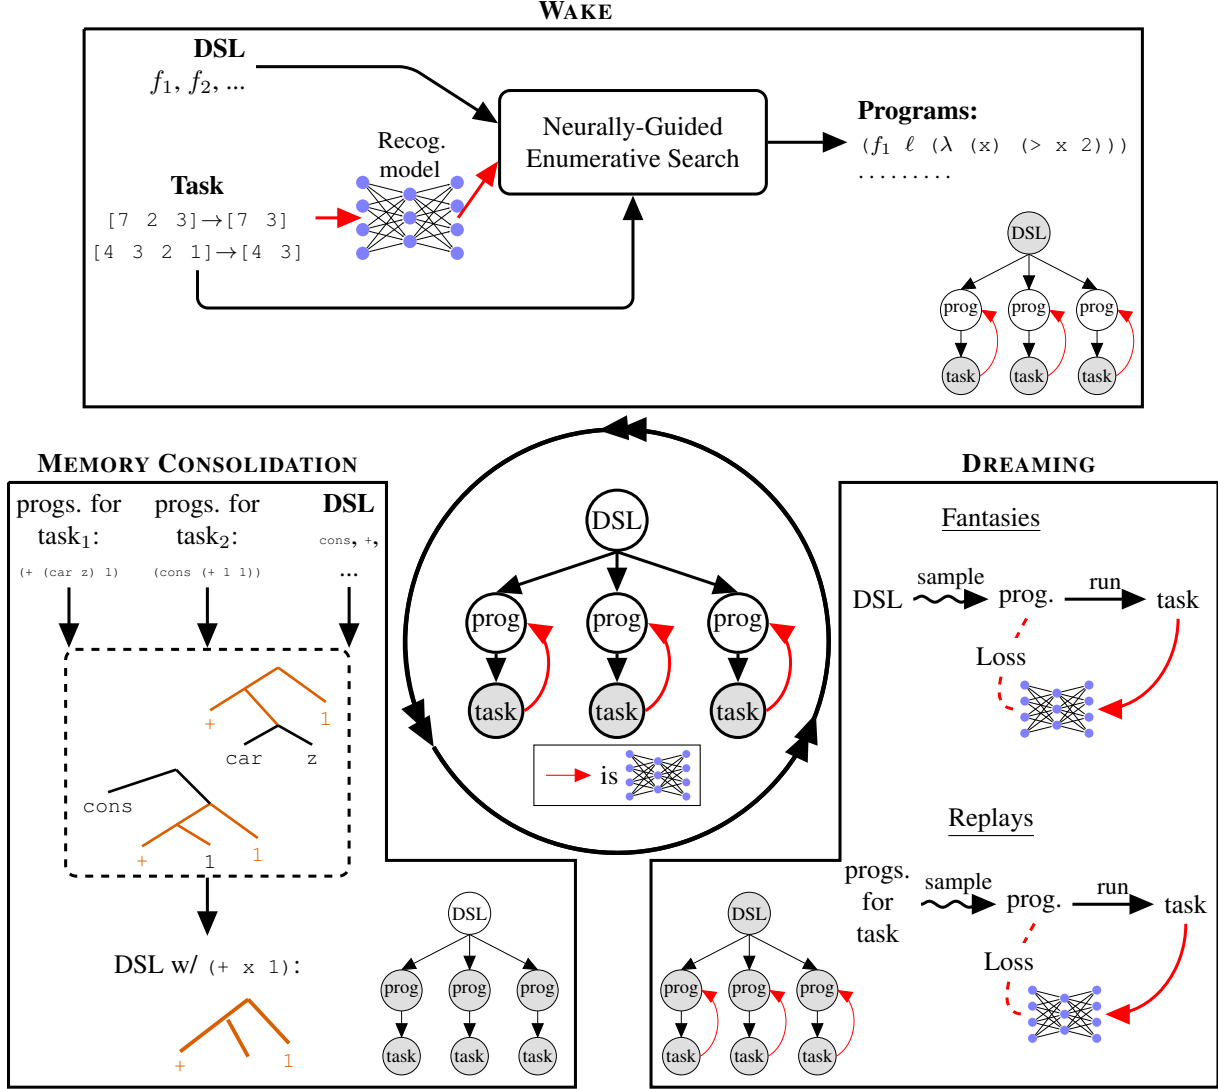 WAKE
DSL
f₁, f₂, ...
Task
[7 2 3]→[7 3]
[4 3 2 1]→[4 3]
Recog.
model
Neurally-Guided
Enumerative Search
Programs:
(f₁ ℓ (λ (x) (> x 2)))
.........
DSL
prog prog prog
task task task
MEMORY CONSOLIDATION
progs. for
task₁:
(+ (car z) 1)
progs. for
task₂:
(cons (+ 1 1))
DSL
cons, +,
...
+ 1
car z
cons
+ 1 1
DSL w/ (+ x 1):
+ 1
DSL
prog prog prog
task task task
DSL
prog prog prog
task task task
is
DREAMING
Fantasies
DSL sample prog. run task
Loss
Replays
progs.
for
task
sample prog. run task
Loss
DSL
prog prog prog
task task task